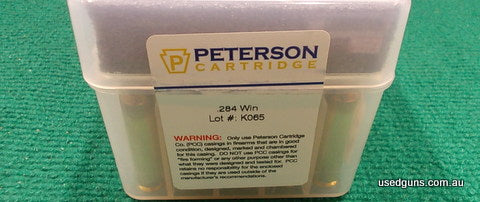 P
PETERSON
CARTRIDGE
.284 Win
Lot #: K065
WARNING: Only use Peterson Cartridge
Co. (PCC) casings in firearms that are in good
condition, designed, marked and chambered
for this casing. DO NOT use PCC casings for
"fire forming" or any other purpose other than
what they were designed and tested for. PCC
retains no responsibility for the enclosed
casings if they are used outside of the
manufacturer's recommendations.
usedguns.com.au